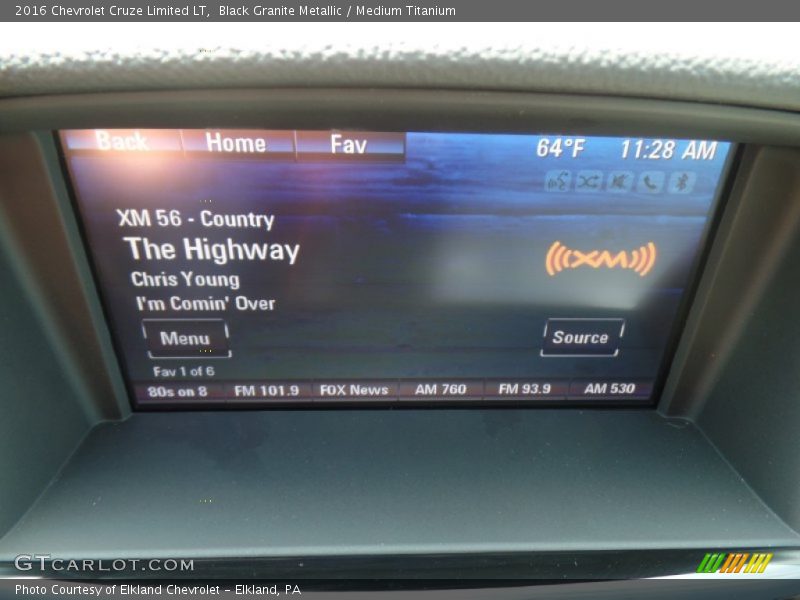 2016 Chevrolet Cruze Limited LT, Black Granite Metallic / Medium Titanium
Back Home Fav 64°F 11:28 AM
XM 56 - Country
The Highway
(((XM)))
Chris Young
I'm Comin' Over
Menu Source
Fav 1 of 6
80s on 8 FM 101.9 FOX News AM 760 FM 93.9 AM 530
GTCARLOT.COM
Photo Courtesy of Elkland Chevrolet - Elkland, PA